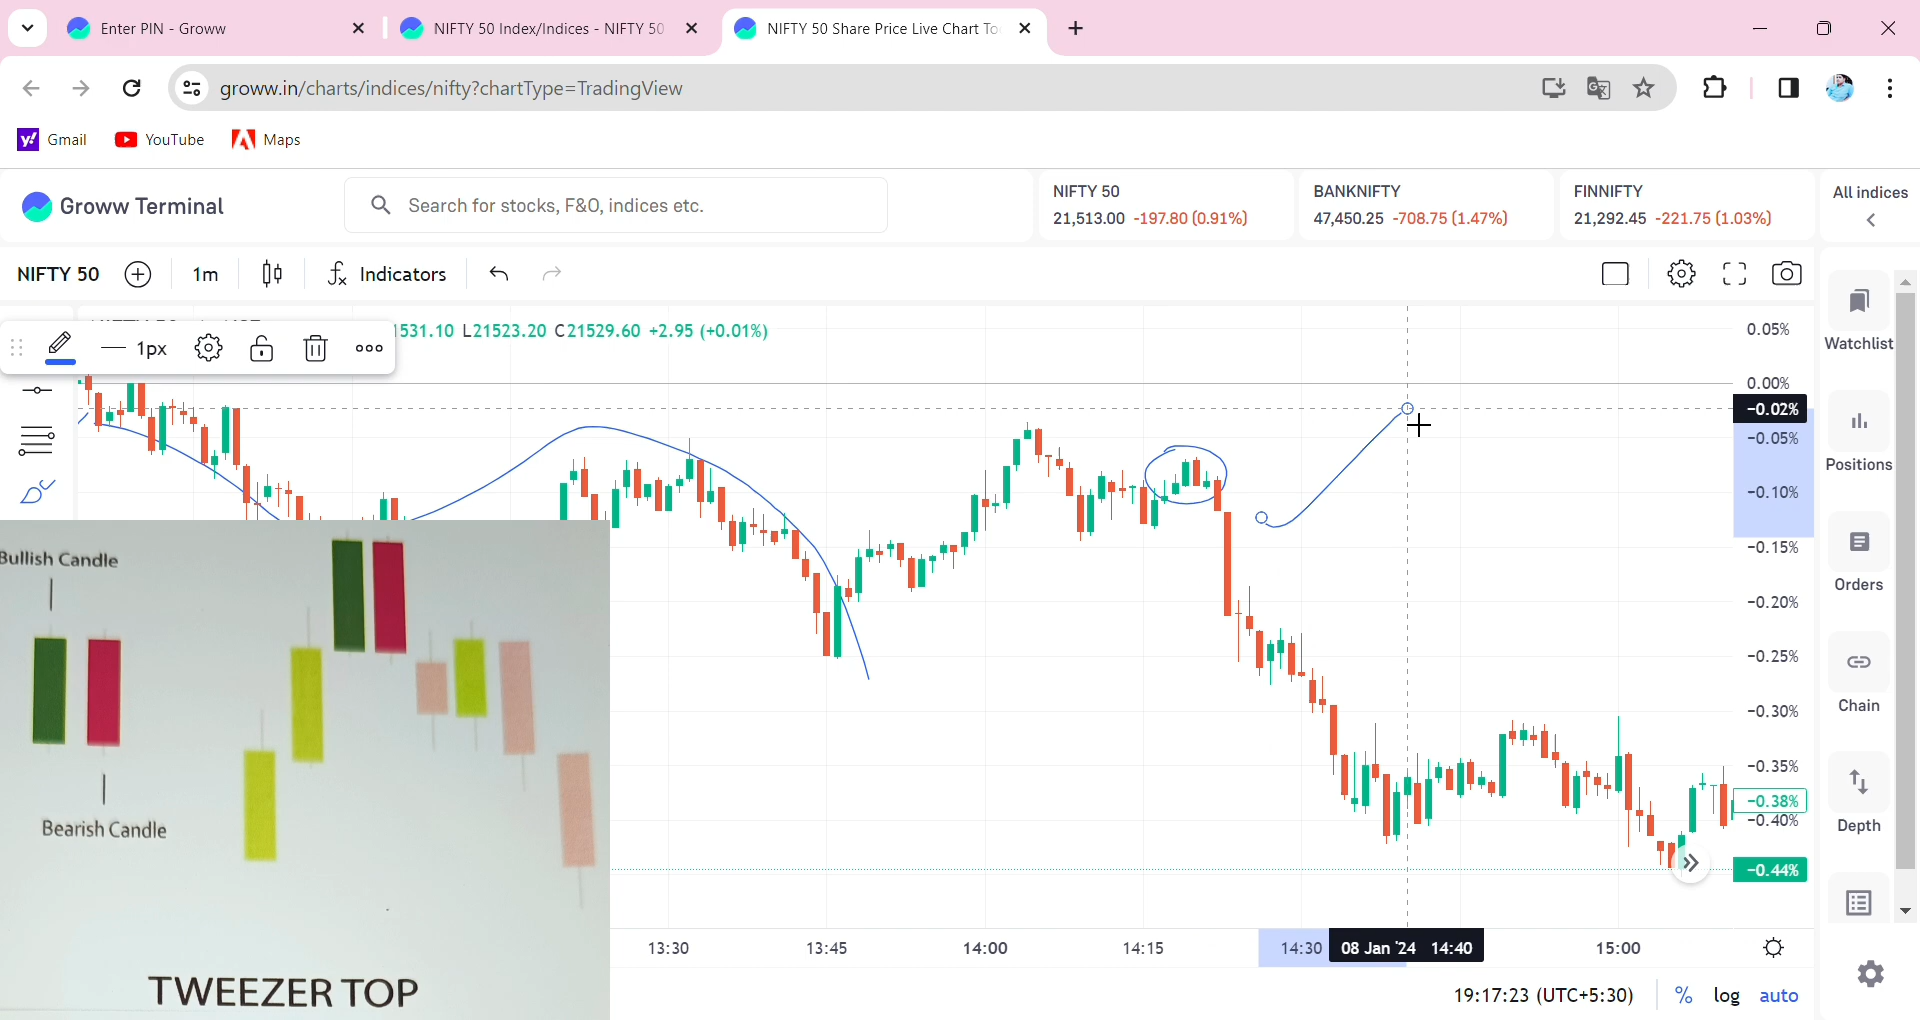 Enter PIN - Groww
NIFTY 50 Index/Indices - NIFTY 50
NIFTY 50 Share Price Live Chart To
groww.in/charts/indices/nifty?chartType=TradingView
Gmail
YouTube
Maps
Groww Terminal
Search for stocks, F&O, indices etc.
NIFTY 50
21,513.00 -197.80 (0.91%)
BANKNIFTY
47,450.25 -708.75 (1.47%)
FINNIFTY
21,292.45 -221.75 (1.03%)
All indices
NIFTY 50
1m
Indicators
1px
531.10 L21523.20 C21529.60 +2.95 (+0.01%)
0.05%
0.00%
-0.02%
-0.05%
-0.10%
-0.15%
-0.20%
-0.25%
-0.30%
-0.35%
-0.38%
-0.40%
-0.44%
Watchlist
Positions
Orders
Chain
Depth
Bullish Candle
Bearish Candle
TWEEZER TOP
13:30
13:45
14:00
14:15
14:30
08 Jan '24 14:40
15:00
19:17:23 (UTC+5:30)
%
log
auto